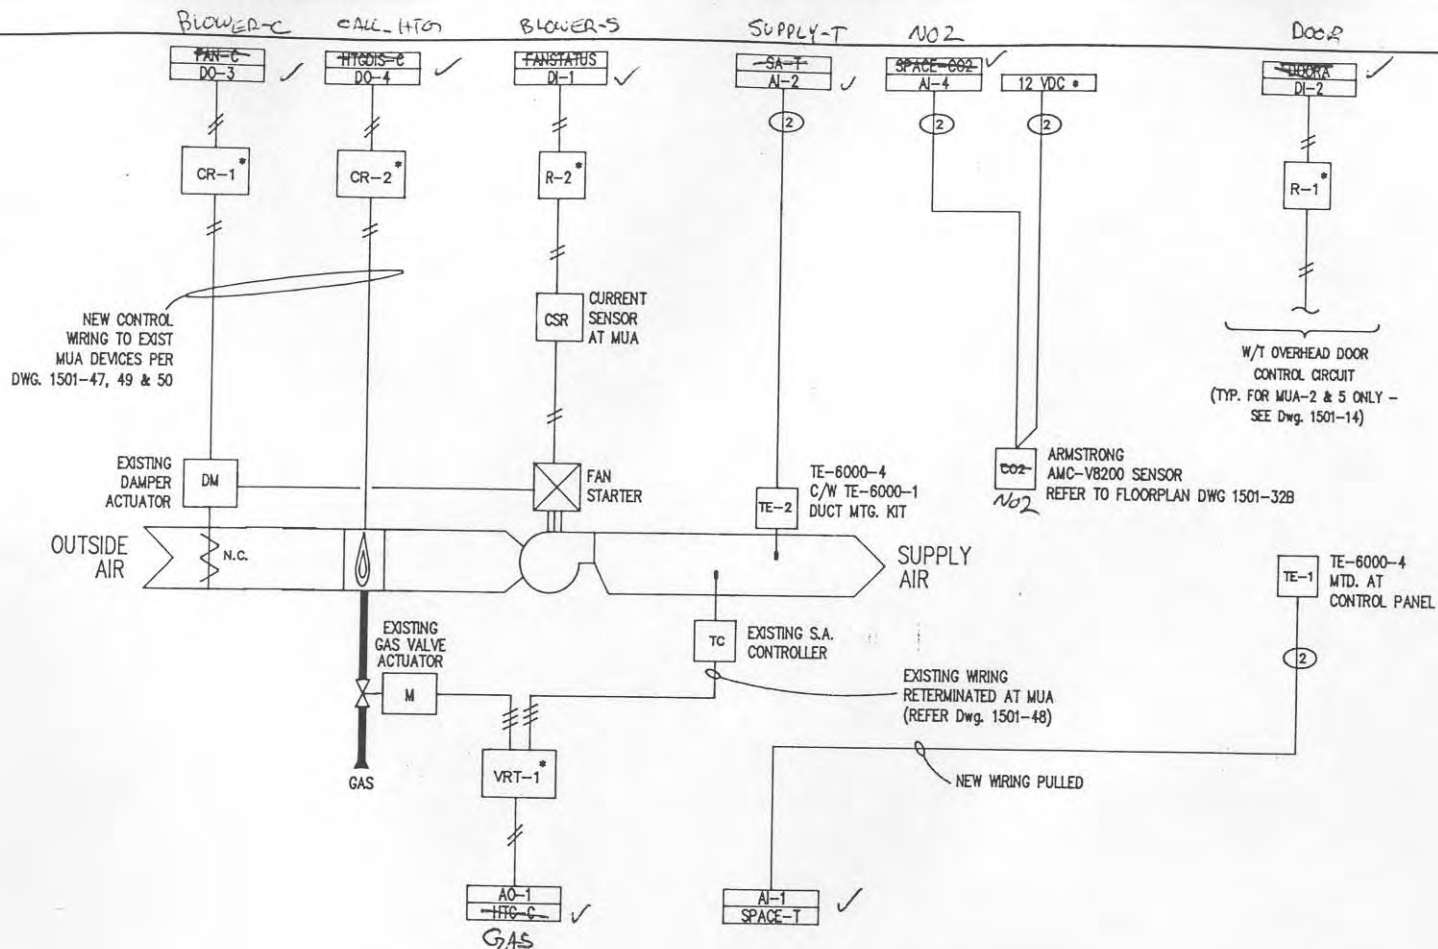 BLOWER-C
CALL-HTG
BLOWER-S
SUPPLY-T
NO2
DOOR
FAN-C
DO-3
HTGDIS-C
DO-4
FANSTATUS
DI-1
SA-T
AI-2
SPACE-CO2
AI-4
12 VDC *
DOORA
DI-2
2
2
2
CR-1 *
CR-2 *
R-2 *
R-1 *
NEW CONTROL
WIRING TO EXIST
MUA DEVICES PER
DWG. 1501-47, 49 & 50
CSR
CURRENT
SENSOR
AT MUA
W/T OVERHEAD DOOR
CONTROL CIRCUIT
(TYP. FOR MUA-2 & 5 ONLY -
SEE Dwg. 1501-14)
EXISTING
DAMPER
ACTUATOR
DM
FAN
STARTER
TE-6000-4
C/W TE-6000-1
DUCT MTG. KIT
TE-2
CO2
NO2
ARMSTRONG
AMC-V8200 SENSOR
REFER TO FLOORPLAN DWG 1501-32B
OUTSIDE
AIR
N.C.
SUPPLY
AIR
TE-1
TE-6000-4
MTD. AT
CONTROL PANEL
EXISTING
GAS VALVE
ACTUATOR
M
TC
EXISTING S.A.
CONTROLLER
2
EXISTING WIRING
RETERMINATED AT MUA
(REFER Dwg. 1501-48)
GAS
VRT-1 *
NEW WIRING PULLED
AO-1
HTG-C
GAS
AI-1
SPACE-T